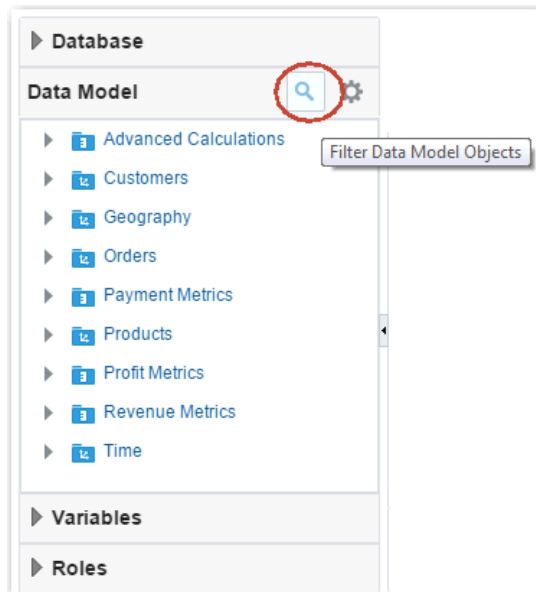 Database
Data Model
Advanced Calculations
Filter Data Model Objects
Customers
Geography
Orders
Payment Metrics
Products
Profit Metrics
Revenue Metrics
Time
Variables
Roles